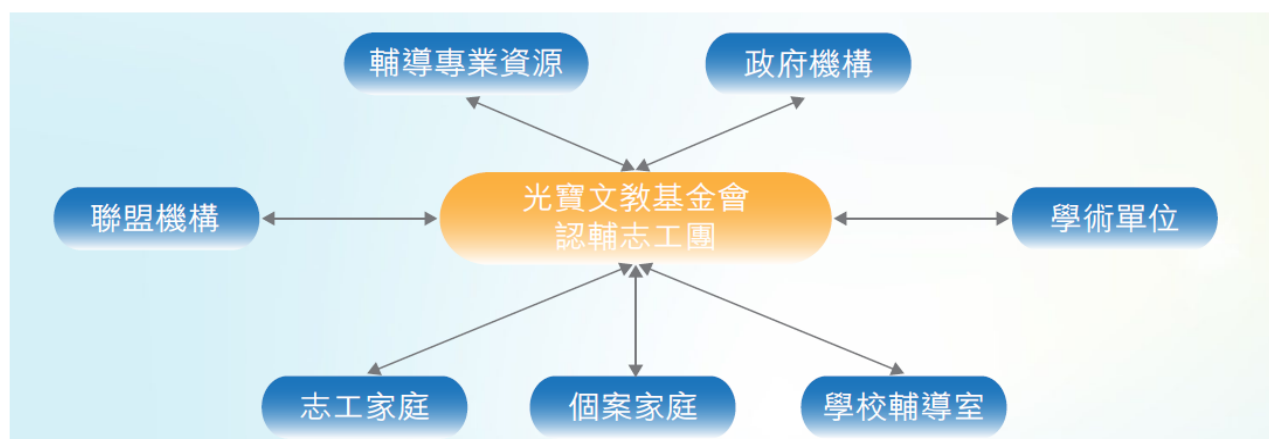 輔導專業資源
政府機構
聯盟機構
光寶文教基金會
認輔志工團
學術單位
志工家庭
個案家庭
學校輔導室